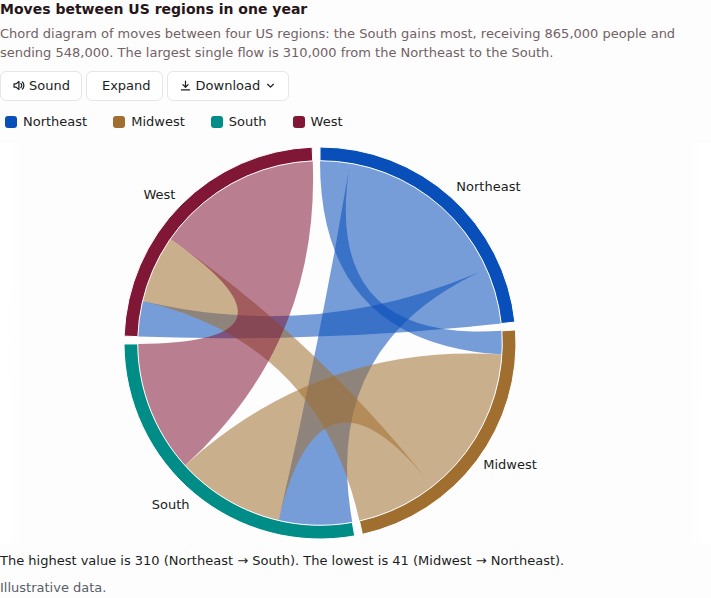 Moves between US regions in one year
Chord diagram of moves between four US regions: the South gains most, receiving 865,000 people and
sending 548,000. The largest single flow is 310,000 from the Northeast to the South.
Sound Expand Download
Northeast Midwest South West
West
Northeast
Midwest
South
The highest value is 310 (Northeast → South). The lowest is 41 (Midwest → Northeast).
Illustrative data.